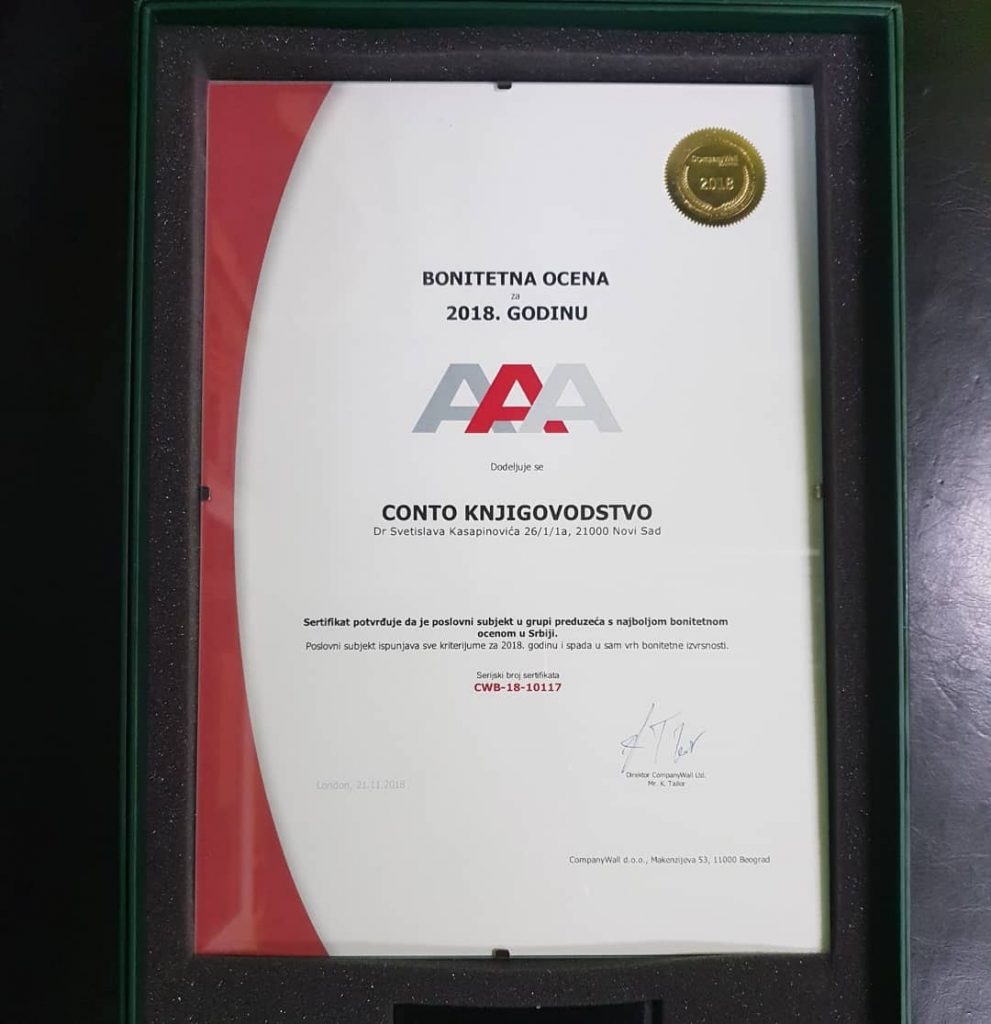 CompanyWall
2018
BONITETNA OCENA
za
2018. GODINU
AAA
Dodeljuje se
CONTO KNJIGOVODSTVO
Dr Svetislava Kasapinovića 26/1/1a, 21000 Novi Sad
Sertifikat potvrđuje da je poslovni subjekt u grupi preduzeća s najboljom bonitetnom
ocenom u Srbiji.
Poslovni subjekt ispunjava sve kriterijume za 2018. godinu i spada u sam vrh bonitetne izvrsnosti.
Serijski broj sertifikata
CWB-18-10117
Direktor CompanyWall Ltd.
Mr. K. Tailor
London, 21.11.2018
CompanyWall d.o.o., Makenzijeva 53, 11000 Beograd